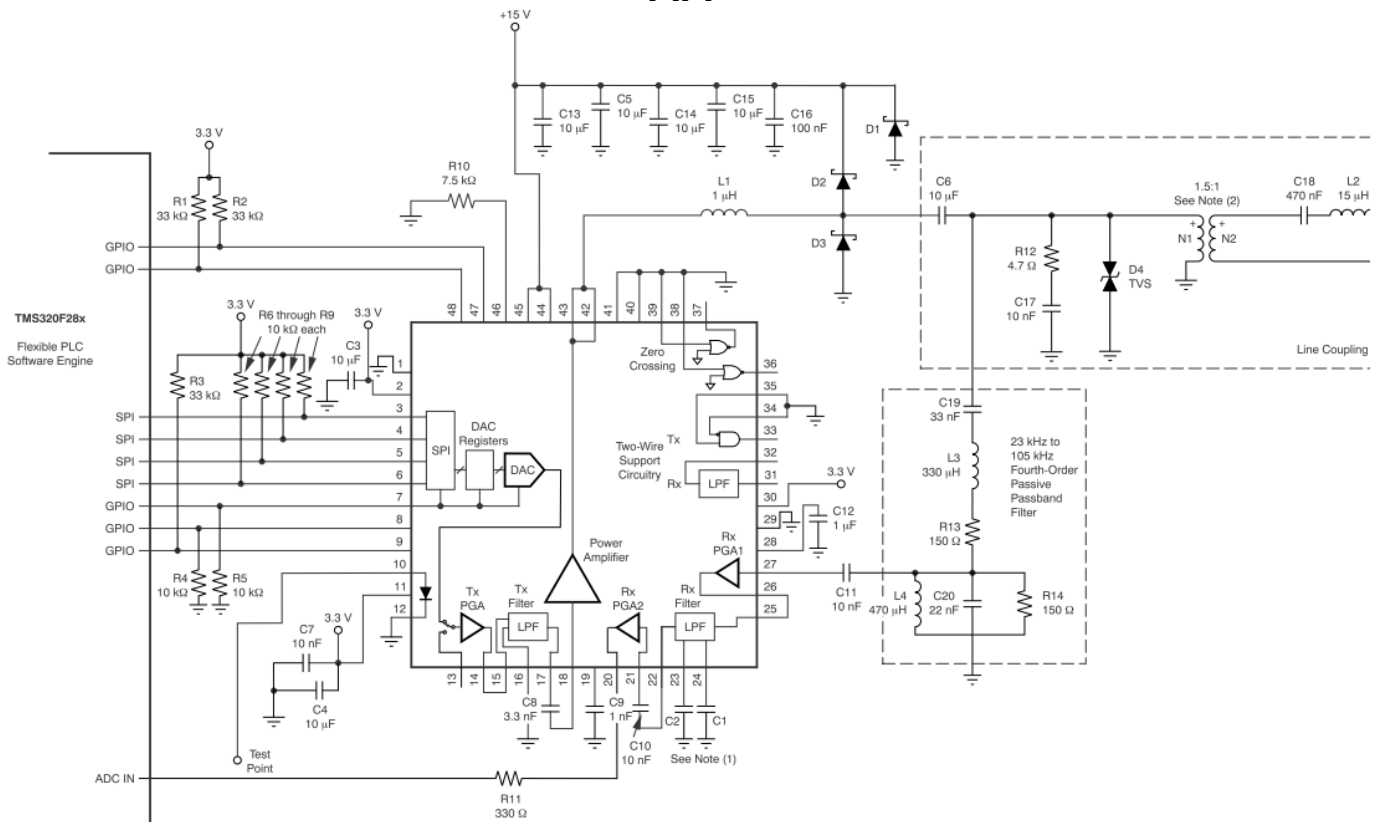 +15 V
C13
10 µF
C5
10 µF
C14
10 µF
C15
10 µF
C16
100 nF
D1
3.3 V
R1
33 kΩ
R2
33 kΩ
R10
7.5 kΩ
L1
1 µH
D2
D3
C6
10 µF
1.5:1
See Note (2)
C18
470 nF
L2
15 µH
+
N1
+
N2
R12
4.7 Ω
C17
10 nF
D4
TVS
Line Coupling
GPIO
GPIO
TMS320F28x
Flexible PLC
Software Engine
3.3 V
R6 through R9
10 kΩ each
3.3 V
C3
10 µF
R3
33 kΩ
SPI
SPI
SPI
SPI
GPIO
GPIO
GPIO
R4
10 kΩ
R5
10 kΩ
48
47
46
45
44
43
42
41
40
39
38
37
1
2
3
4
5
6
7
8
9
10
11
12
SPI
DAC
Registers
DAC
Zero
Crossing
Two-Wire
Support
Circuitry
Tx
Rx
LPF
Power
Amplifier
Tx
PGA
Tx
Filter
LPF
Rx
PGA2
Rx
Filter
LPF
Rx
PGA1
36
35
34
33
32
31
30
29
28
27
26
25
3.3 V
C12
1 µF
C11
10 nF
C19
33 nF
L3
330 µH
R13
150 Ω
L4
470 µH
C20
22 nF
R14
150 Ω
23 kHz to
105 kHz
Fourth-Order
Passive
Passband
Filter
13
14
15
16
17
18
19
20
21
22
23
24
3.3 V
C7
10 nF
C4
10 µF
C8
3.3 nF
C9
1 nF
C10
10 nF
C2
C1
See Note (1)
Test
Point
ADC IN
R11
330 Ω